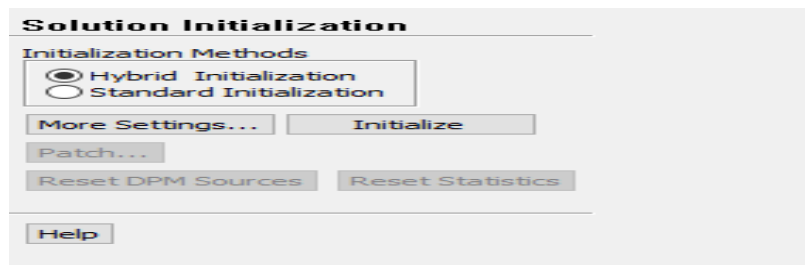 Solution Initialization
Initialization Methods
Hybrid Initialization
Standard Initialization
More Settings... Initialize
Patch...
Reset DPM Sources Reset Statistics
Help